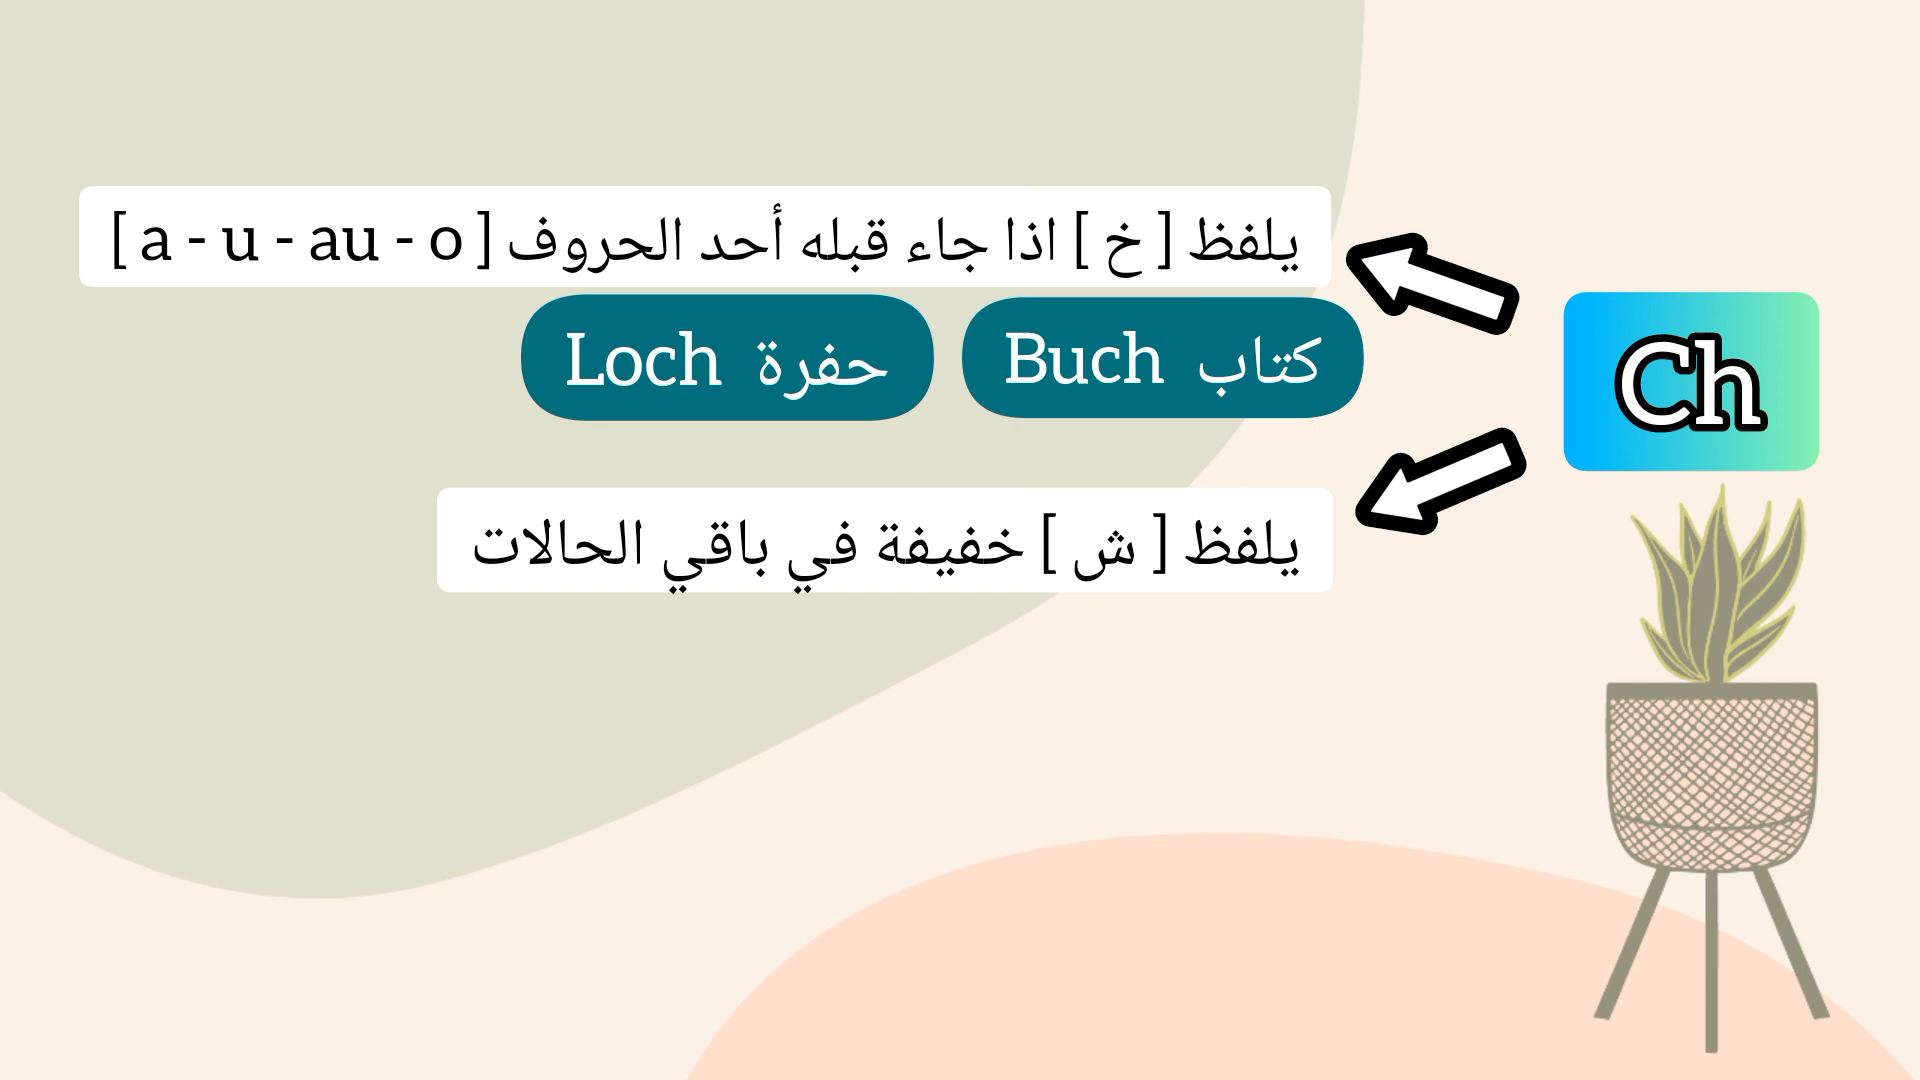 Ch
يلفظ [ خ ] اذا جاء قبله أحد الحروف [ a - u - au - o ]
كتاب Buch
حفرة Loch
يلفظ [ ش ] خفيفة في باقي الحالات